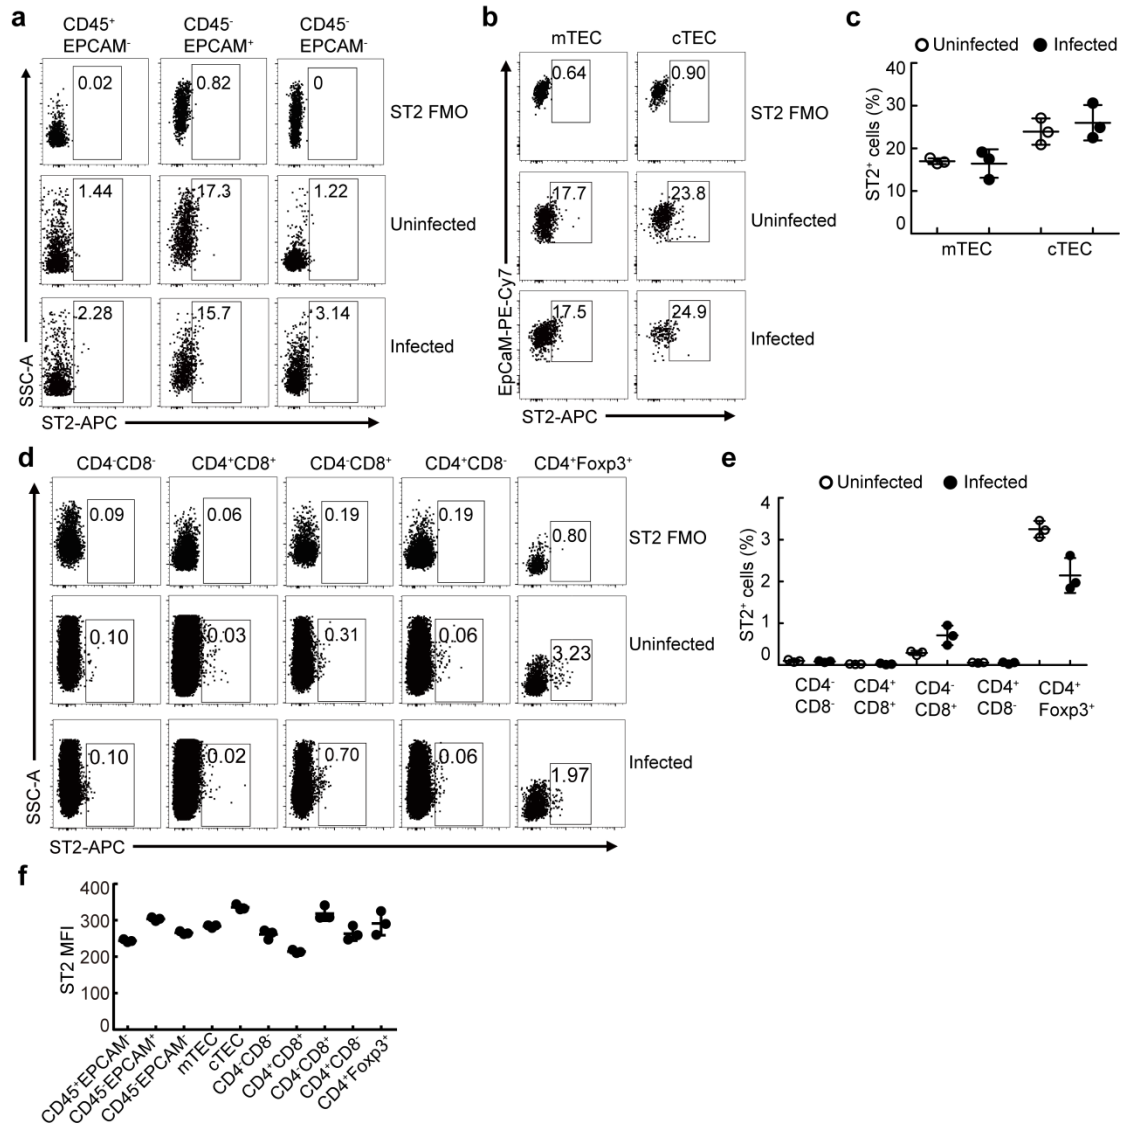 a
CD45⁺ EPCAM⁻
CD45⁻ EPCAM⁺
CD45⁻ EPCAM⁻
0.02 0.82 0
ST2 FMO
1.44 17.3 1.22
Uninfected
2.28 15.7 3.14
Infected
SSC-A
ST2-APC
b
mTEC cTEC
0.64 0.90
ST2 FMO
17.7 23.8
Uninfected
17.5 24.9
Infected
EpCaM-PE-Cy7
ST2-APC
c
Uninfected Infected
ST2⁺ cells (%)
40
30
20
10
0
mTEC cTEC
d
CD4⁻CD8⁻ CD4⁺CD8⁺ CD4⁻CD8⁺ CD4⁺CD8⁻ CD4⁺Foxp3⁺
0.09 0.06 0.19 0.19 0.80
ST2 FMO
0.10 0.03 0.31 0.06 3.23
Uninfected
0.10 0.02 0.70 0.06 1.97
Infected
SSC-A
ST2-APC
e
Uninfected Infected
ST2⁺ cells (%)
4
3
2
1
0
CD4⁻ CD4⁺ CD4⁻ CD4⁺ CD4⁺
CD8⁻ CD8⁺ CD8⁺ CD8⁻ Foxp3⁺
f
ST2 MFI
400
300
200
100
0
CD45⁺EPCAM⁻
CD45⁻EPCAM⁺
CD45⁻EPCAM⁻
mTEC
cTEC
CD4⁻CD8⁻
CD4⁺CD8⁺
CD4⁻CD8⁺
CD4⁺CD8⁻
CD4⁺Foxp3⁺